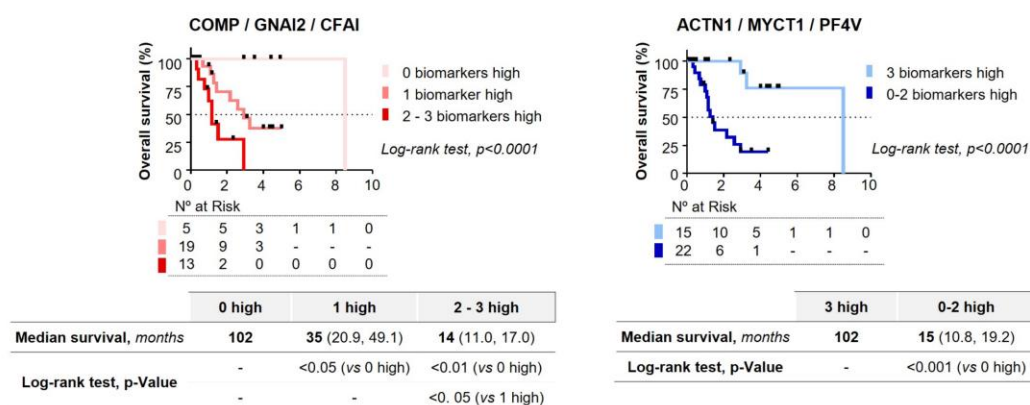 COMP / GNAI2 / CFAI
Overall survival (%)
100
75
50
25
0
0 2 4 6 8 10
0 biomarkers high
1 biomarker high
2 - 3 biomarkers high
Log-rank test, p<0.0001
Nº at Risk
5 5 3 1 1 0
19 9 3 - - -
13 2 0 0 0 0
0 high 1 high 2 - 3 high
Median survival, months 102 35 (20.9, 49.1) 14 (11.0, 17.0)
Log-rank test, p-Value - <0.05 (vs 0 high) <0.01 (vs 0 high)
- - <0. 05 (vs 1 high)
ACTN1 / MYCT1 / PF4V
Overall survival (%)
100
75
50
25
0
0 2 4 6 8 10
3 biomarkers high
0-2 biomarkers high
Log-rank test, p<0.0001
Nº at Risk
15 10 5 1 1 0
22 6 1 - - -
3 high 0-2 high
Median survival, months 102 15 (10.8, 19.2)
Log-rank test, p-Value - <0.001 (vs 0 high)